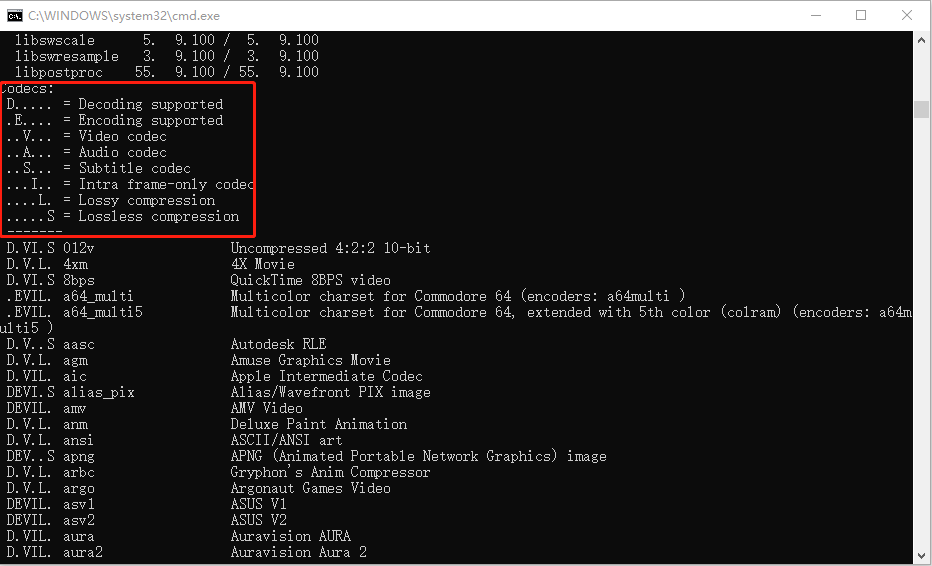 C:\WINDOWS\system32\cmd.exe
libswscale      5.  9.100 /  5.  9.100
libswresample   3.  9.100 /  3.  9.100
libpostproc    55.  9.100 / 55.  9.100
Codecs:
D..... = Decoding supported
.E.... = Encoding supported
..V... = Video codec
..A... = Audio codec
..S... = Subtitle codec
...I.. = Intra frame-only codec
....L. = Lossy compression
.....S = Lossless compression
-------
D.VI.S 012v                 Uncompressed 4:2:2 10-bit
D.V.L. 4xm                  4X Movie
D.VI.S 8bps                 QuickTime 8BPS video
.EVIL. a64_multi            Multicolor charset for Commodore 64 (encoders: a64multi )
.EVIL. a64_multi5           Multicolor charset for Commodore 64, extended with 5th color (colram) (encoders: a64m
ulti5 )
D.V..S aasc                 Autodesk RLE
D.V.L. agm                  Amuse Graphics Movie
D.VIL. aic                  Apple Intermediate Codec
DEVI.S alias_pix            Alias/Wavefront PIX image
DEVIL. amv                  AMV Video
D.V.L. anm                  Deluxe Paint Animation
D.V.L. ansi                 ASCII/ANSI art
DEV..S apng                 APNG (Animated Portable Network Graphics) image
D.V.L. arbc                 Gryphon's Anim Compressor
D.V.L. argo                 Argonaut Games Video
DEVIL. asv1                 ASUS V1
DEVIL. asv2                 ASUS V2
D.VIL. aura                 Auravision AURA
D.VIL. aura2                Auravision Aura 2